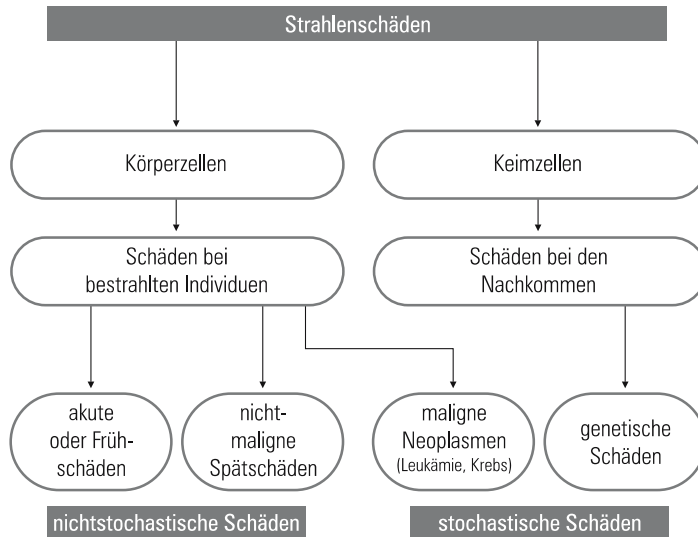 Strahlenschäden
Körperzellen
Keimzellen
Schäden bei
bestrahlten Individuen
Schäden bei den
Nachkommen
akute
oder Früh-
schäden
nicht-
maligne
Spätschäden
maligne
Neoplasmen
(Leukämie, Krebs)
genetische
Schäden
nichtstochastische Schäden
stochastische Schäden